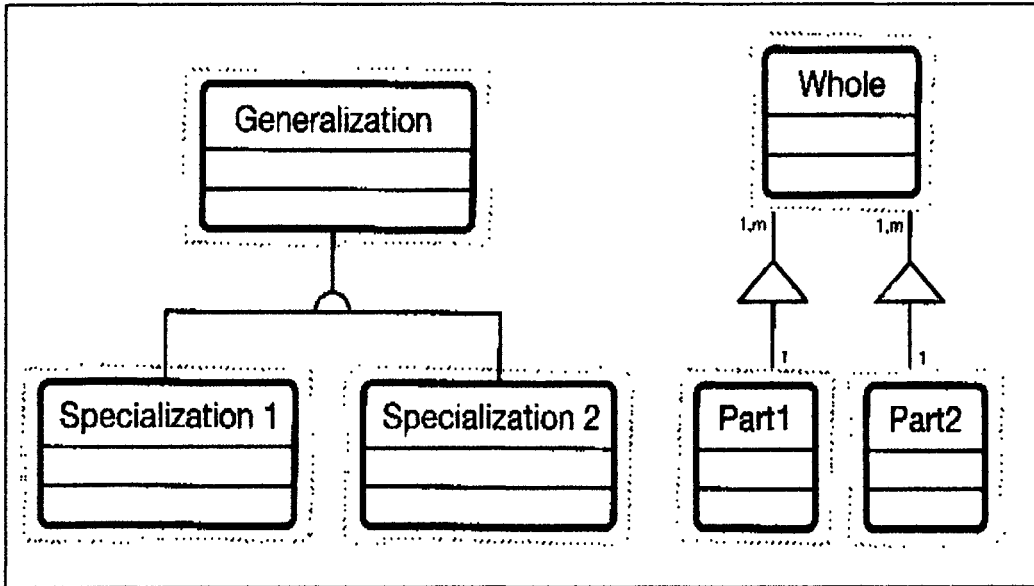 Generalization
Specialization 1
Specialization 2
Whole
1,m
1,m
1
1
Part1
Part2